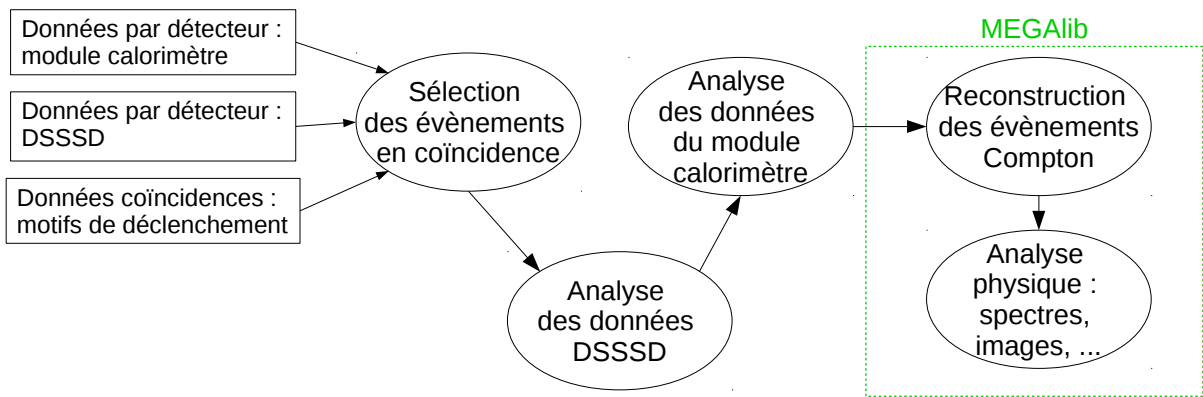 Données par détecteur :
module calorimètre
Données par détecteur :
DSSSD
Données coïncidences :
motifs de déclenchement
Sélection
des évènements
en coïncidence
Analyse
des données
DSSSD
Analyse
des données
du module
calorimètre
MEGAlib
Reconstruction
des évènements
Compton
Analyse
physique :
spectres,
images, ...